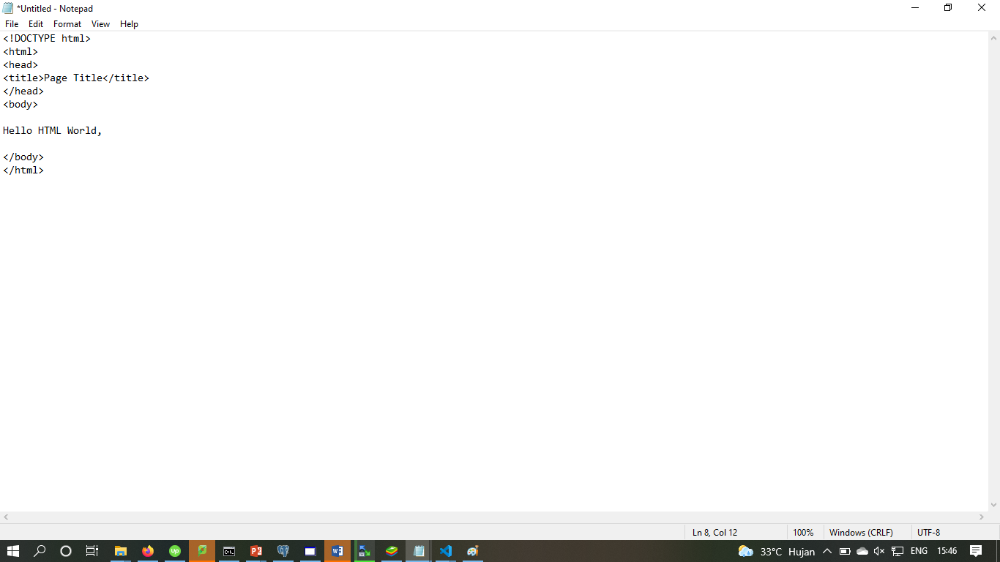 *Untitled - Notepad
File Edit Format View Help
<!DOCTYPE html>
<html>
<head>
<title>Page Title</title>
</head>
<body>
Hello HTML World,
</body>
</html>
Ln 8, Col 12 100% Windows (CRLF) UTF-8
33°C Hujan ENG 15:46